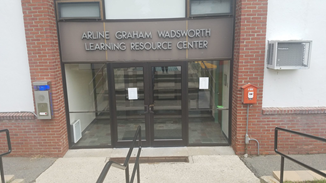 ARLINE GRAHAM WADSWORTH
LEARNING RESOURCE CENTER